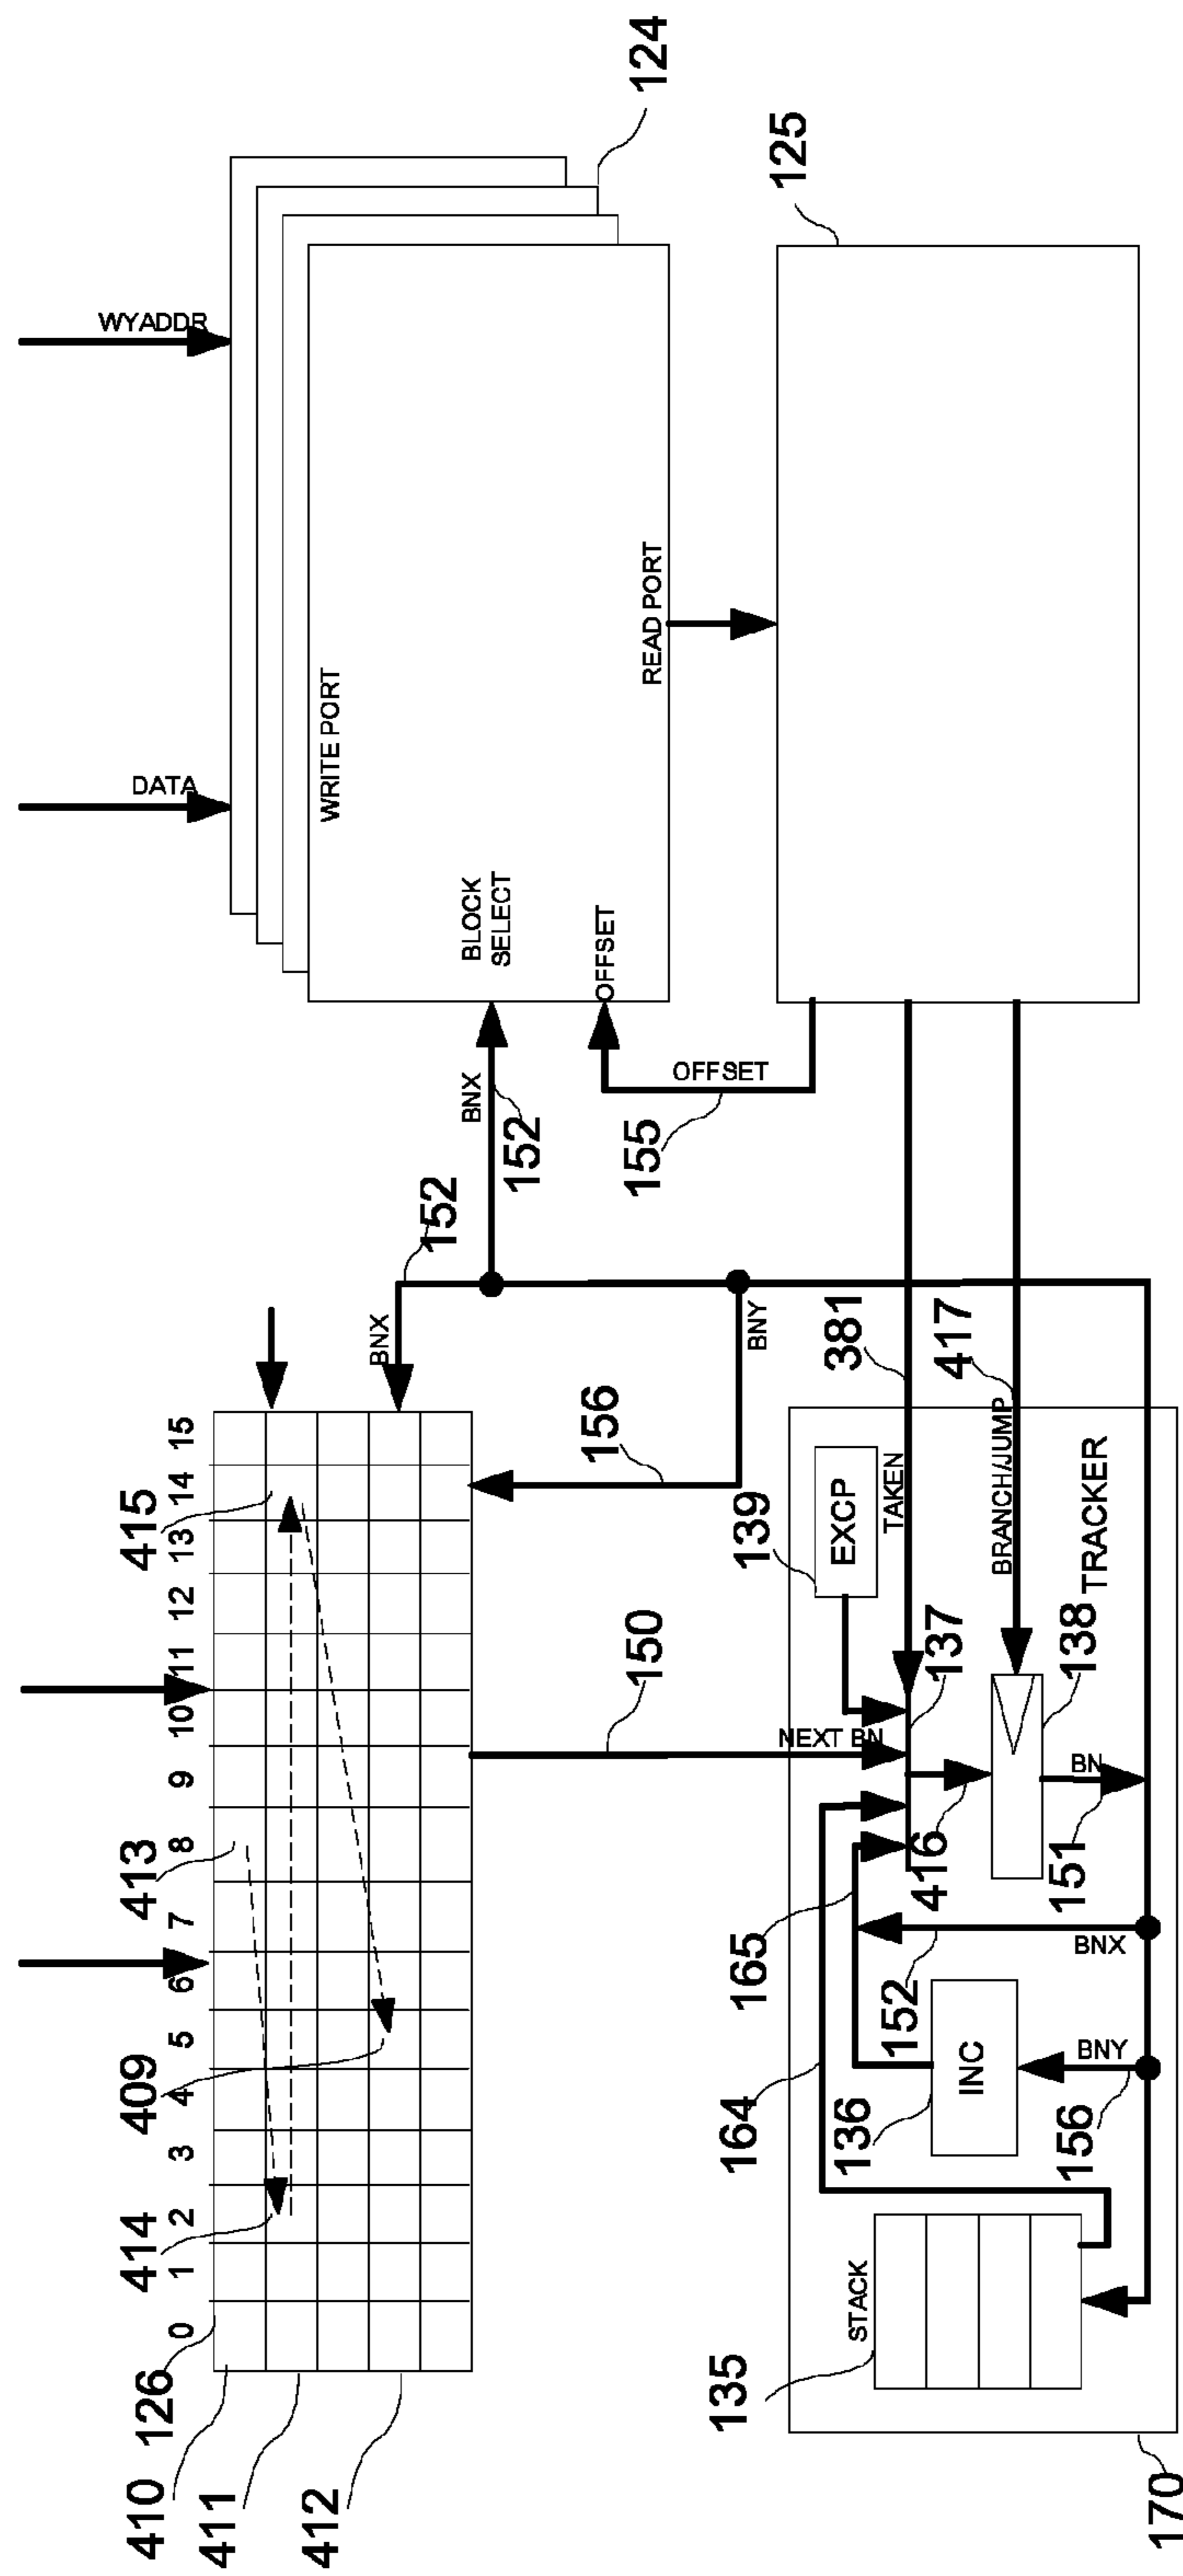 DATA
WYADDR
126
414
409
413
415
0 1 2 3 4 5 6 7 8 9 10 11 12 13 14 15
410
411
412
WRITE PORT
124
BNX
152
BNX
152
BLOCK
SELECT
OFFSET
READ PORT
156
BNY
155
OFFSET
150
125
135
STACK
164
165
139
EXCP
381
NEXT BN
TAKEN
136
152
416
137
417
INC
BRANCH/JUMP
156
BNY
BNX
151
BN
138
TRACKER
170